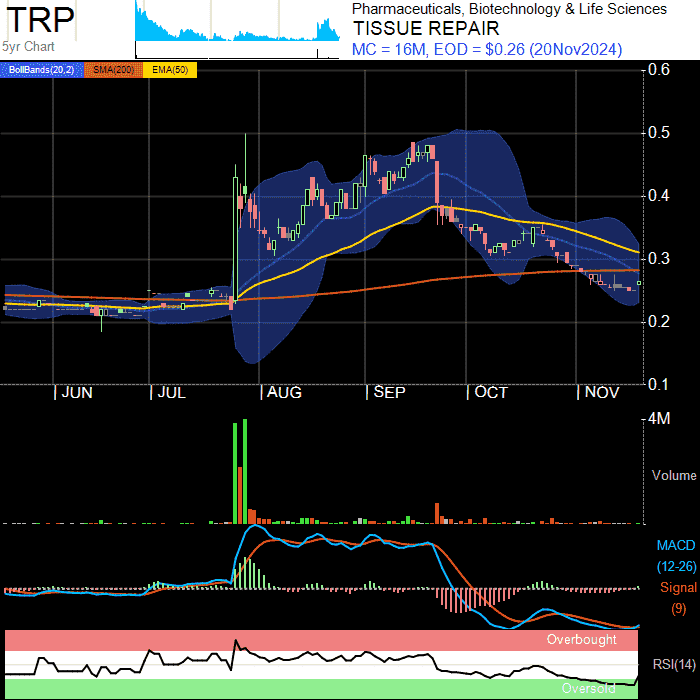 TRP
5yr Chart
Pharmaceuticals, Biotechnology & Life Sciences
TISSUE REPAIR
MC = 16M, EOD = $0.26 (20Nov2024)
BollBands(20,2) SMA(200) EMA(50)
0.6
0.5
0.4
0.3
0.2
0.1
JUN JUL AUG SEP OCT NOV
4M
Volume
MACD
(12-26)
Signal
(9)
Overbought
RSI(14)
Oversold